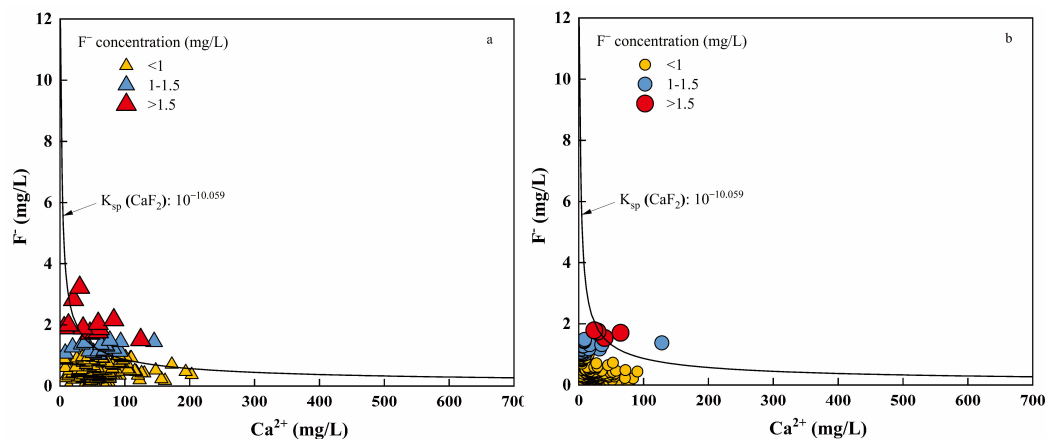 12
10
8
6
4
2
0
F⁻ (mg/L)
F⁻ concentration (mg/L)
<1
1-1.5
>1.5
a
Ksp (CaF₂): 10⁻¹⁰·⁰⁵⁹
0 100 200 300 400 500 600 700
Ca²⁺ (mg/L)
12
10
8
6
4
2
0
F⁻ (mg/L)
F⁻ concentration (mg/L)
<1
1-1.5
>1.5
b
Ksp (CaF₂): 10⁻¹⁰·⁰⁵⁹
0 100 200 300 400 500 600 700
Ca²⁺ (mg/L)